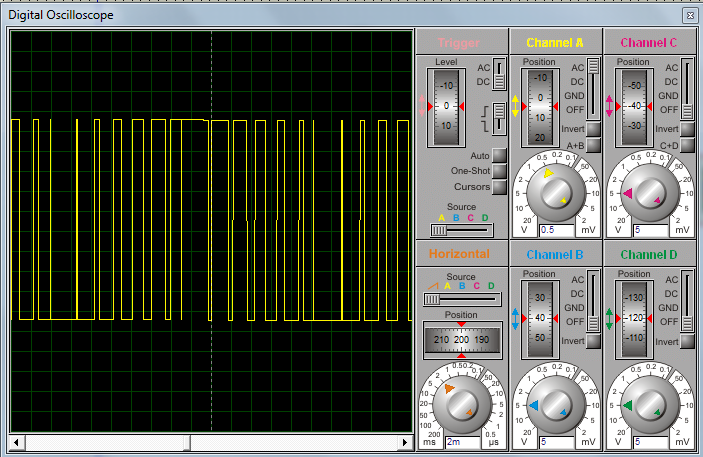 Digital Oscilloscope
Trigger
Level
-10
0
10
AC
DC
Auto
One-Shot
Cursors
Source
A B C D
Channel A
Position
-10
0
10
20
AC
DC
GND
OFF
Invert
A+B
20 10 5 2 1 0.5 0.2 0.1 50 20 10 5 2
V 0.5 mV
Channel C
Position
-50
-40
-30
AC
DC
GND
OFF
Invert
C+D
20 10 5 2 1 0.5 0.2 0.1 50 20 10 5 2
V 5 mV
Horizontal
Source
A B C D
Position
210 200 190
200 100 50 20 10 5 2 1 0.5 0.2 0.1 50 20 10 5 2 1 0.5
ms 2m µs
Channel B
Position
30
40
50
AC
DC
GND
OFF
Invert
20 10 5 2 1 0.5 0.2 0.1 50 20 10 5 2
V 5 mV
Channel D
Position
-130
-120
-110
AC
DC
GND
OFF
Invert
20 10 5 2 1 0.5 0.2 0.1 50 20 10 5 2
V 5 mV